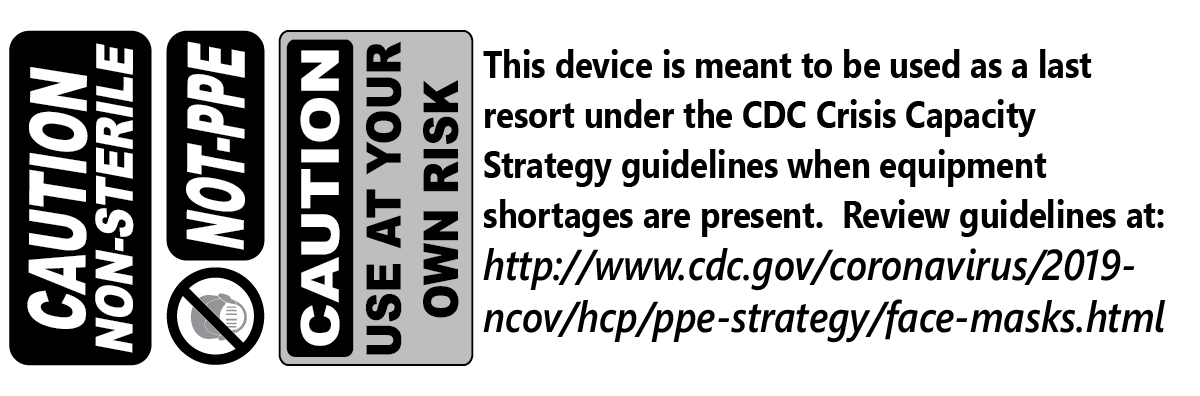 CAUTION
NON-STERILE
NOT-PPE
CAUTION
USE AT YOUR
OWN RISK
This device is meant to be used as a last
resort under the CDC Crisis Capacity
Strategy guidelines when equipment
shortages are present.  Review guidelines at:
http://www.cdc.gov/coronavirus/2019-
ncov/hcp/ppe-strategy/face-masks.html